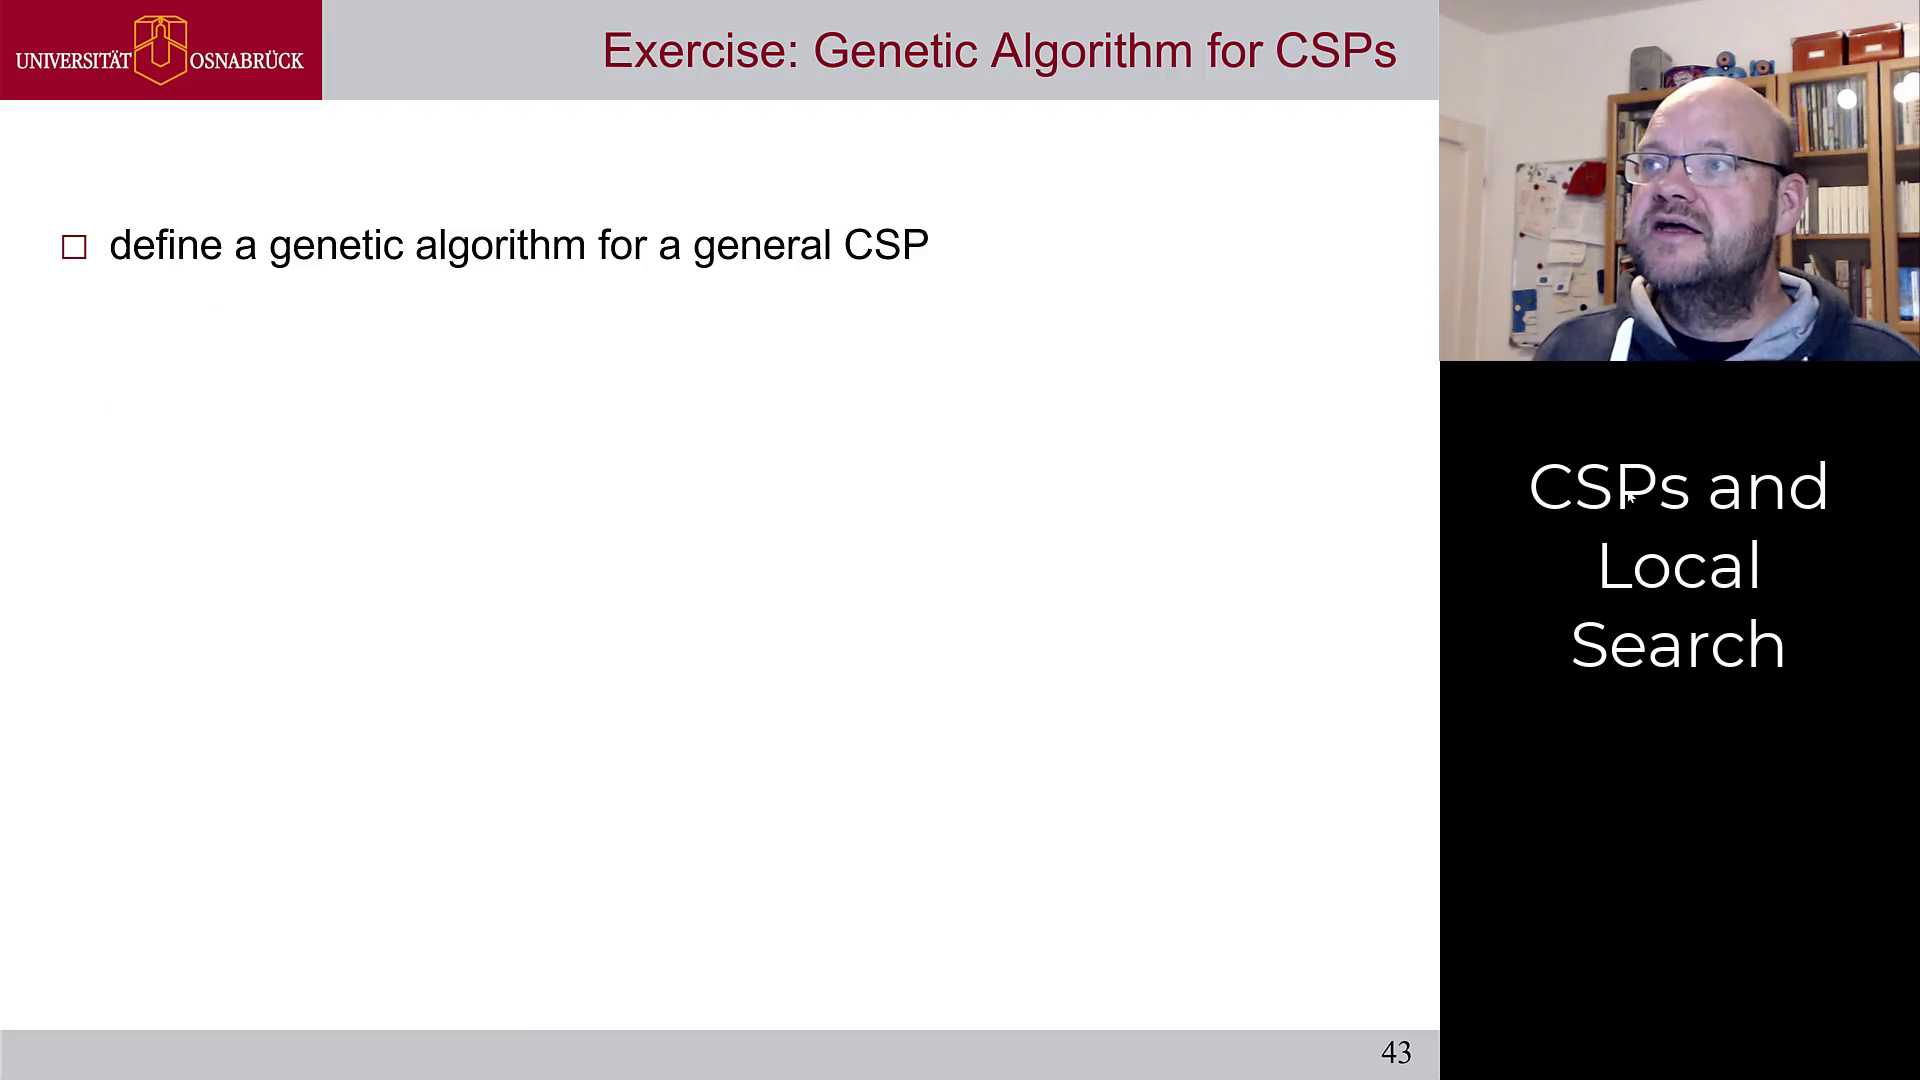 UNIVERSITÄT OSNABRÜCK
Exercise: Genetic Algorithm for CSPs
define a genetic algorithm for a general CSP
CSPs and
Local
Search
43